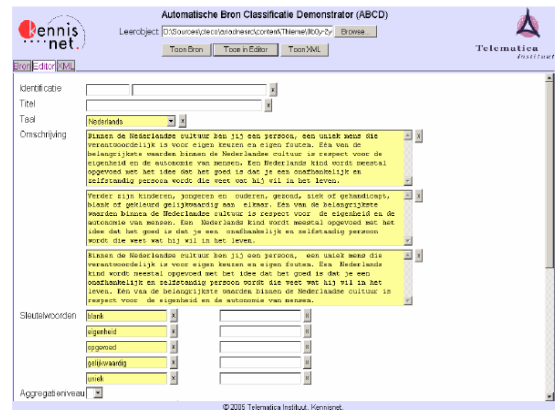 Automatische Bron Classificatie Demonstrator (ABCD)
kennis
net.
Leerobject
Browse...
Toon Bron Toon in Editor Toon XML
Telematica
Instituut
Bron Editor XML
Identificatie
Titel
Taal Nederlands
Omschrijving
Binnen de Nederlandse cultuur ben jij een persoon, een uniek mens die
verantwoordelijk is voor eigen keuzen en eigen fouten. Eén van de
belangrijkste waarden binnen de Nederlandse cultuur is respect voor de
eigenheid en de autonomie van mensen. Een Nederlands kind wordt meestal
opgevoed met het idee dat het goed is dat je een onafhankelijk en
zelfstandig persoon wordt die weet wat hij wil in het leven.
Verder zijn kinderen, jongeren en ouderen, gezond, ziek of gehandicapt,
blank of gekleurd gelijkwaardig aan elkaar. Eén van de belangrijkste
waarden binnen de Nederlandse cultuur is respect voor de eigenheid en de
autonomie van mensen. Een Nederlands kind wordt meestal opgevoed met het
idee dat het goed is dat je een onafhankelijk en zelfstandig persoon
wordt die weet wat hij wil in het leven.
Binnen de Nederlandse cultuur ben jij een persoon, een uniek mens die
verantwoordelijk is voor eigen keuzen en eigen fouten. Een Nederlands
kind wordt meestal opgevoed met het idee dat het goed is dat je een
onafhankelijk en zelfstandig persoon wordt die weet wat hij wil in het
leven. Eén van de belangrijkste waarden binnen de Nederlandse cultuur is
respect voor de eigenheid en de autonomie van mensen.
Sleutelwoorden blank x x
eigenheid x x
opgevoed x x
gelijkwaardig x x
uniek x x
Aggregatieniveau
© 2005 Telematica Instituut, Kennisnet.